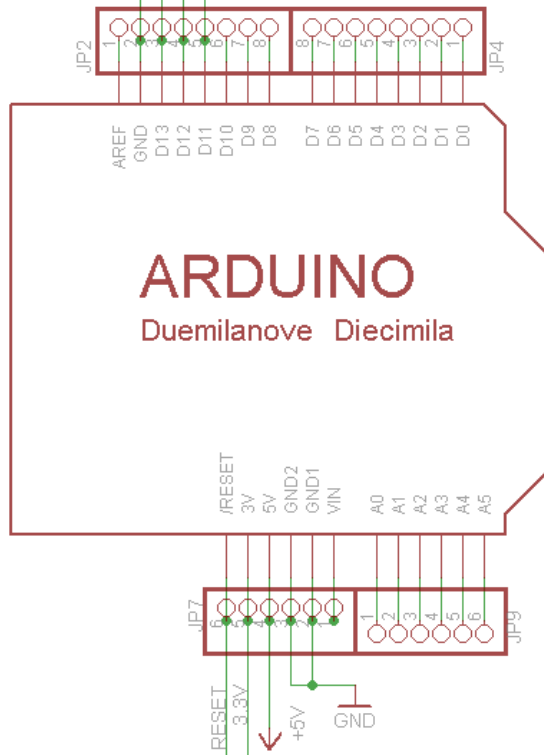 JP2
1 2 3 4 5 6 7 8
8 7 6 5 4 3 2 1
JP4
AREF GND D13 D12 D11 D10 D9 D8
D7 D6 D5 D4 D3 D2 D1 D0
ARDUINO
Duemilanove Diecimila
/RESET 3V 5V GND2 GND1 VIN
A0 A1 A2 A3 A4 A5
JP7
6 5 4 3 2 1
1 2 3 4 5 6
JP9
RESET
3.3V
+5V
GND